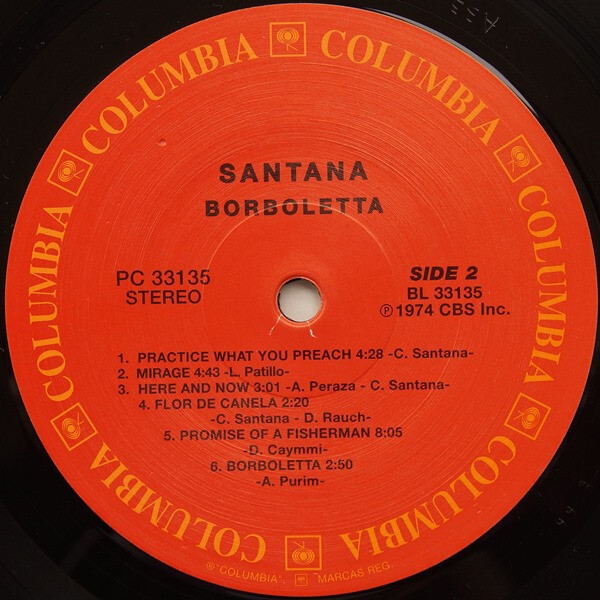 COLUMBIA COLUMBIA COLUMBIA COLUMBIA COLUMBIA COLUMBIA
SANTANA
BORBOLETTA
PC 33135
STEREO
SIDE 2
BL 33135
Ⓟ1974 CBS Inc.
1. PRACTICE WHAT YOU PREACH 4:28 -C. Santana-
2. MIRAGE 4:43 -L. Patillo-
3. HERE AND NOW 3:01 -A. Peraza - C. Santana-
4. FLOR DE CANELA 2:20
-C. Santana - D. Rauch-
5. PROMISE OF A FISHERMAN 8:05
-D. Caymmi-
6. BORBOLETTA 2:50
-A. Purim-
®"COLUMBIA", MARCAS REG.